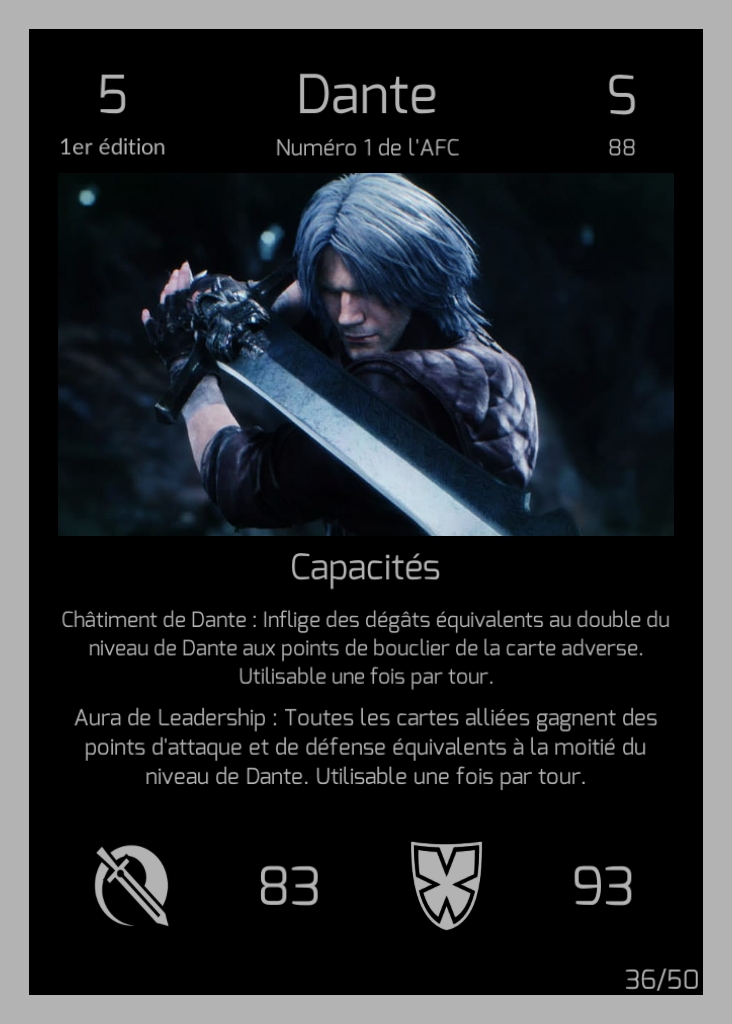 5 Dante S
1er édition Numéro 1 de l'AFC 88
Capacités
Châtiment de Dante : Inflige des dégâts équivalents au double du
niveau de Dante aux points de bouclier de la carte adverse.
Utilisable une fois par tour.
Aura de Leadership : Toutes les cartes alliées gagnent des
points d'attaque et de défense équivalents à la moitié du
niveau de Dante. Utilisable une fois par tour.
83 93
36/50